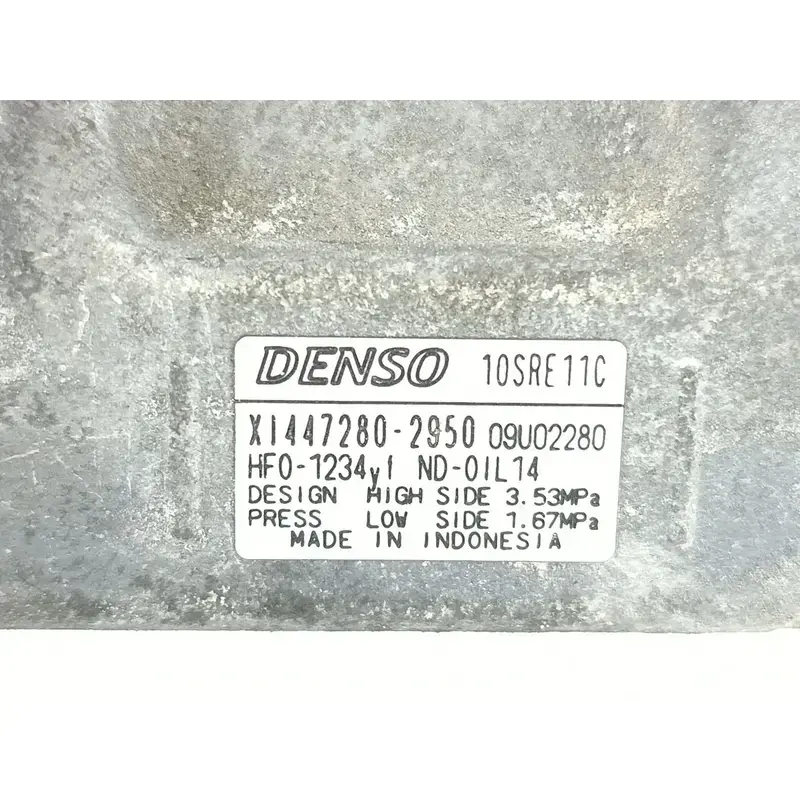 DENSO 10SRE11C
XI447280-2950 09U02280
HFO-1234yf ND-OIL14
DESIGN HIGH SIDE 3.53MPa
PRESS LOW SIDE 1.67MPa
MADE IN INDONESIA